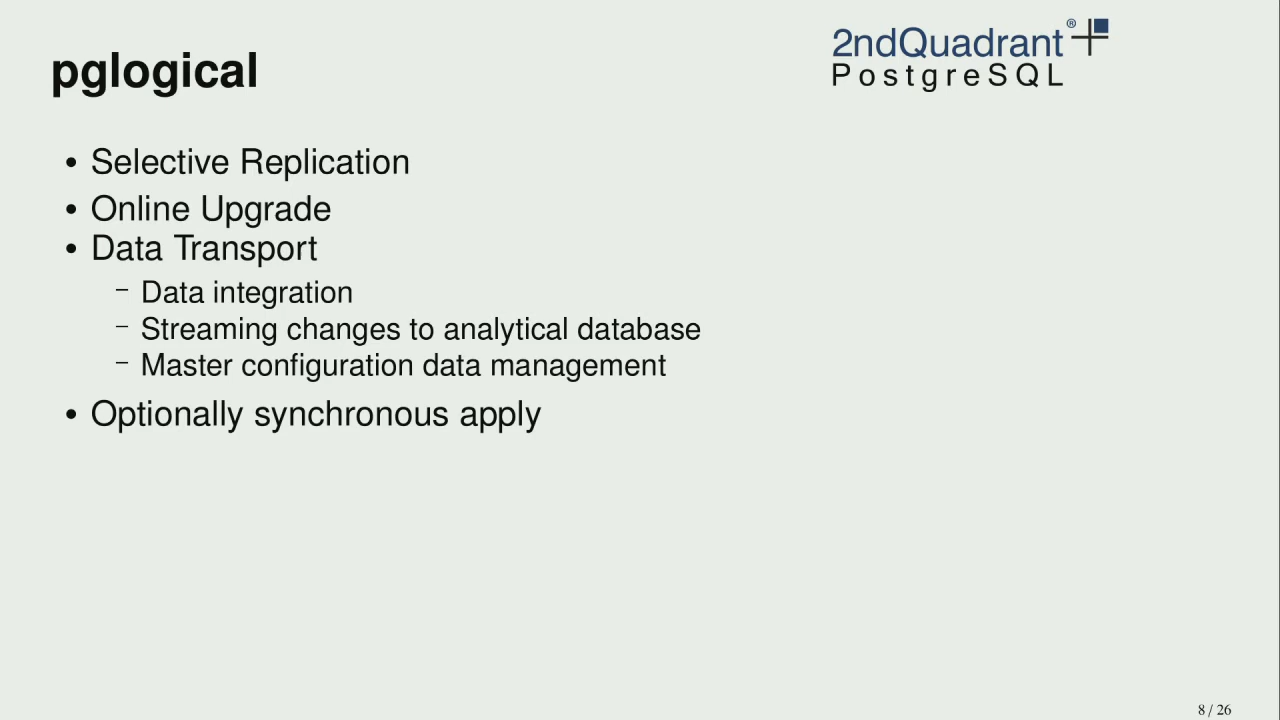 pglogical
2ndQuadrant®
PostgreSQL
• Selective Replication
• Online Upgrade
• Data Transport
– Data integration
– Streaming changes to analytical database
– Master configuration data management
• Optionally synchronous apply
8 / 26